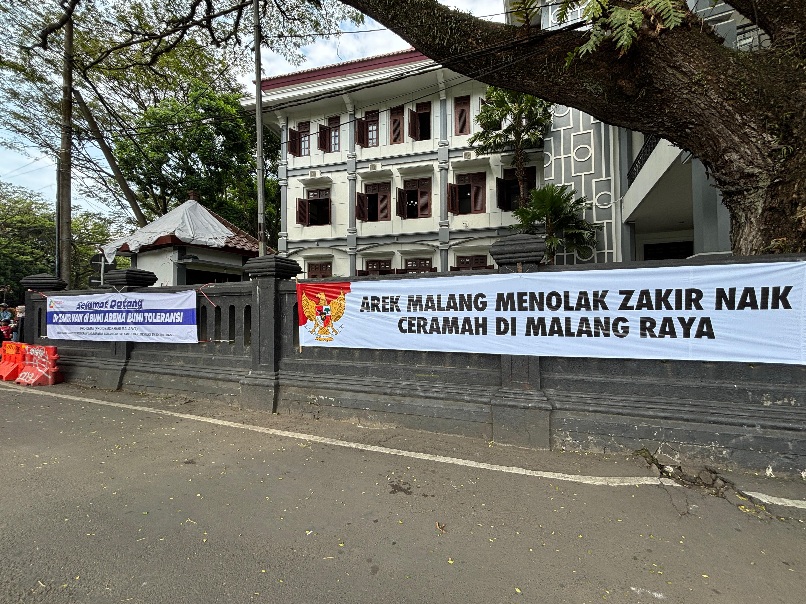 Selamat Datang
Dr ZAKIR NAIK di BUMI AREMA BUMI TOLERANSI
AREK MALANG MENOLAK ZAKIR NAIK
CERAMAH DI MALANG RAYA